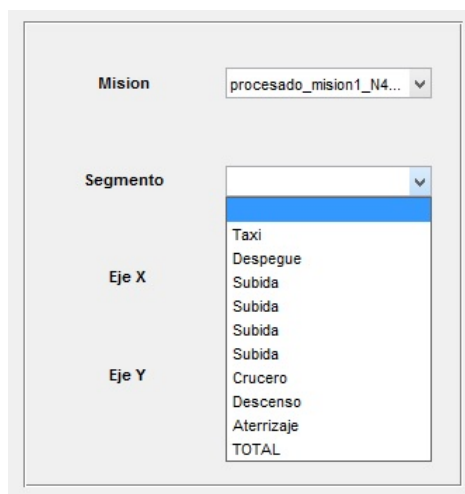 Mision procesado_mision1_N4...
Segmento
Taxi
Despegue
Eje X Subida
Subida
Subida
Eje Y Subida
Crucero
Descenso
Aterrizaje
TOTAL